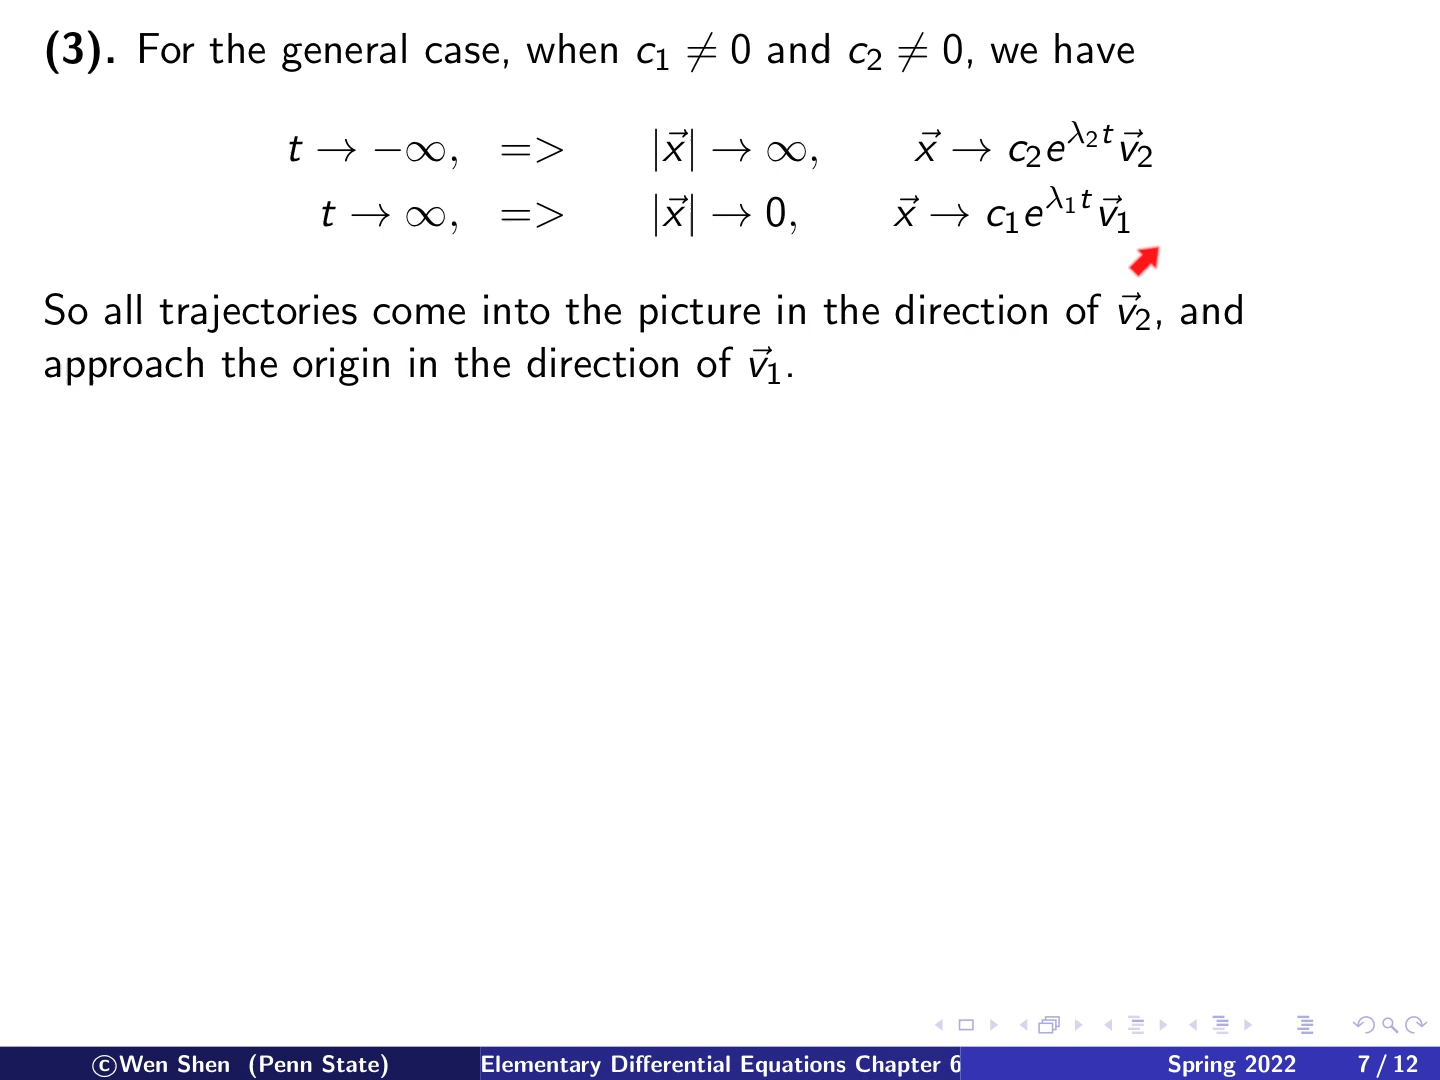 (3). For the general case, when c₁ ≠ 0 and c₂ ≠ 0, we have
t → −∞, => |x⃗| → ∞, x⃗ → c₂e^{λ₂t}v⃗₂
t → ∞, => |x⃗| → 0, x⃗ → c₁e^{λ₁t}v⃗₁
So all trajectories come into the picture in the direction of v⃗₂, and
approach the origin in the direction of v⃗₁.
©Wen Shen (Penn State) Elementary Differential Equations Chapter 6 Spring 2022 7 / 12